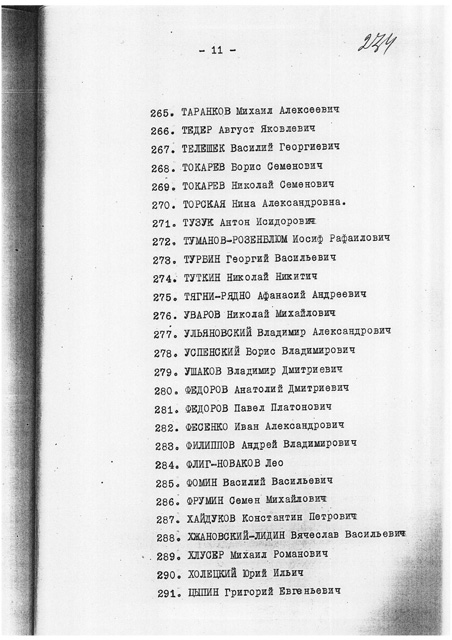 - 11 -
274
265. ТАРАНКОВ Михаил Алексеевич
266. ТЕДЕР Август Яковлевич
267. ТЕЛЕШЕК Василий Георгиевич
268. ТОКАРЕВ Борис Семенович
269. ТОКАРЕВ Николай Семенович
270. ТОРСКАЯ Нина Александровна.
271. ТУЗУК Антон Исидорович
272. ТУМАНОВ-РОЗЕНБЛЮМ Иосиф Рафаилович
273. ТУРБИН Георгий Васильевич
274. ТУТКИН Николай Никитич
275. ТЯГНИ-РЯДНО Афанасий Андреевич
276. УВАРОВ Николай Михайлович
277. УЛЬЯНОВСКИЙ Владимир Александрович
278. УСПЕНСКИЙ Борис Владимирович
279. УШАКОВ Владимир Дмитриевич
280. ФЕДОРОВ Анатолий Дмитриевич
281. ФЕДОРОВ Павел Платонович
282. ФЕСЕНКО Иван Александрович
283. ФИЛИППОВ Андрей Владимирович
284. ФЛИГ-НОВАКОВ Лео
285. ФОМИН Василий Васильевич
286. ФРУМИН Семен Михайлович
287. ХАЙДУКОВ Константин Петрович
288. ХЖАНОВСКИЙ-ЛИДИН Вячеслав Васильевич
289. ХЛУСЕР Михаил Романович
290. ХОЛЕЦКИЙ Юрий Ильич
291. ЦЫПИН Григорий Евгеньевич